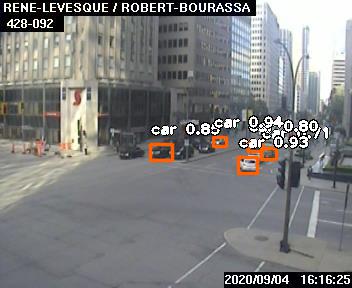 RENE-LEVESQUE / ROBERT-BOURASSA
428-092
car 0.85
car 0.94
0.80
car 0.93
2020/09/04 16:16:25